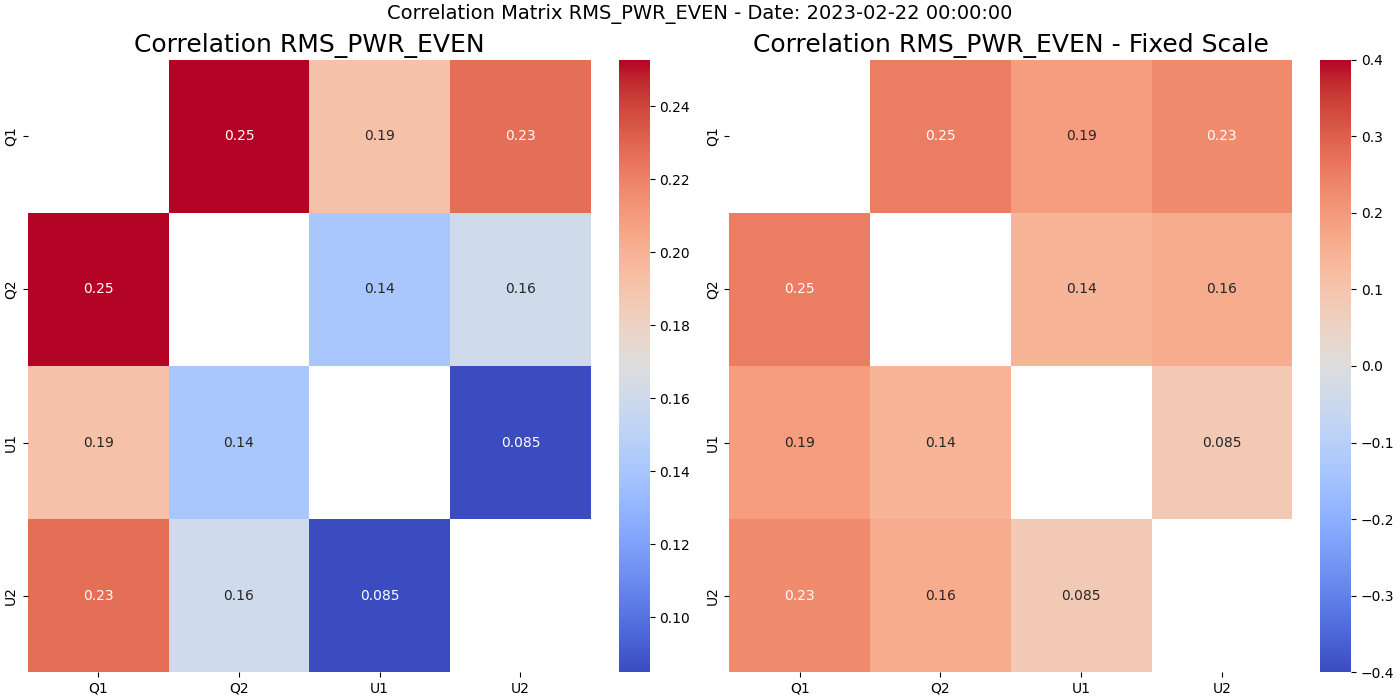 Correlation Matrix RMS_PWR_EVEN - Date: 2023-02-22 00:00:00
Correlation RMS_PWR_EVEN
Q1
0.25
0.19
0.23
Q2
0.25
0.14
0.16
U1
0.19
0.14
0.085
U2
0.23
0.16
0.085
Q1
Q2
U1
U2
0.24
0.22
0.20
0.18
0.16
0.14
0.12
0.10
Correlation RMS_PWR_EVEN - Fixed Scale
Q1
0.25
0.19
0.23
Q2
0.25
0.14
0.16
U1
0.19
0.14
0.085
U2
0.23
0.16
0.085
Q1
Q2
U1
U2
0.4
0.3
0.2
0.1
0.0
−0.1
−0.2
−0.3
−0.4